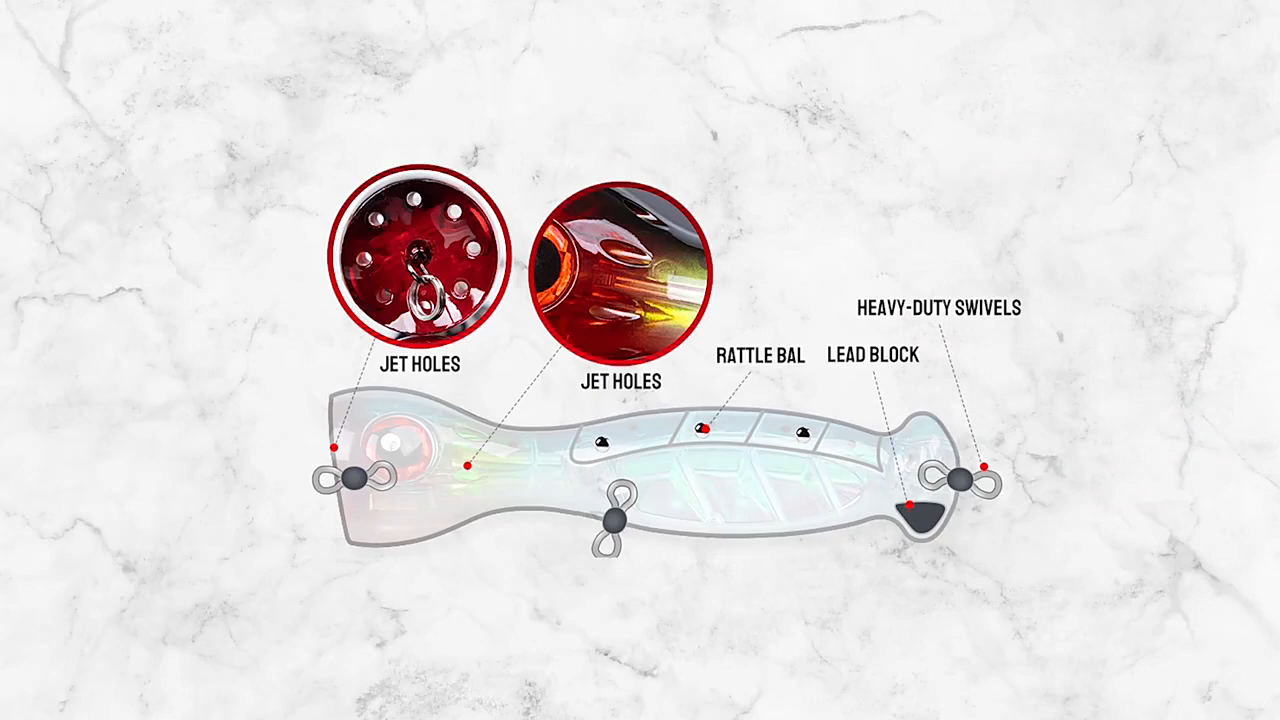 HEAVY-DUTY SWIVELS
JET HOLES
JET HOLES
RATTLE BAL
LEAD BLOCK